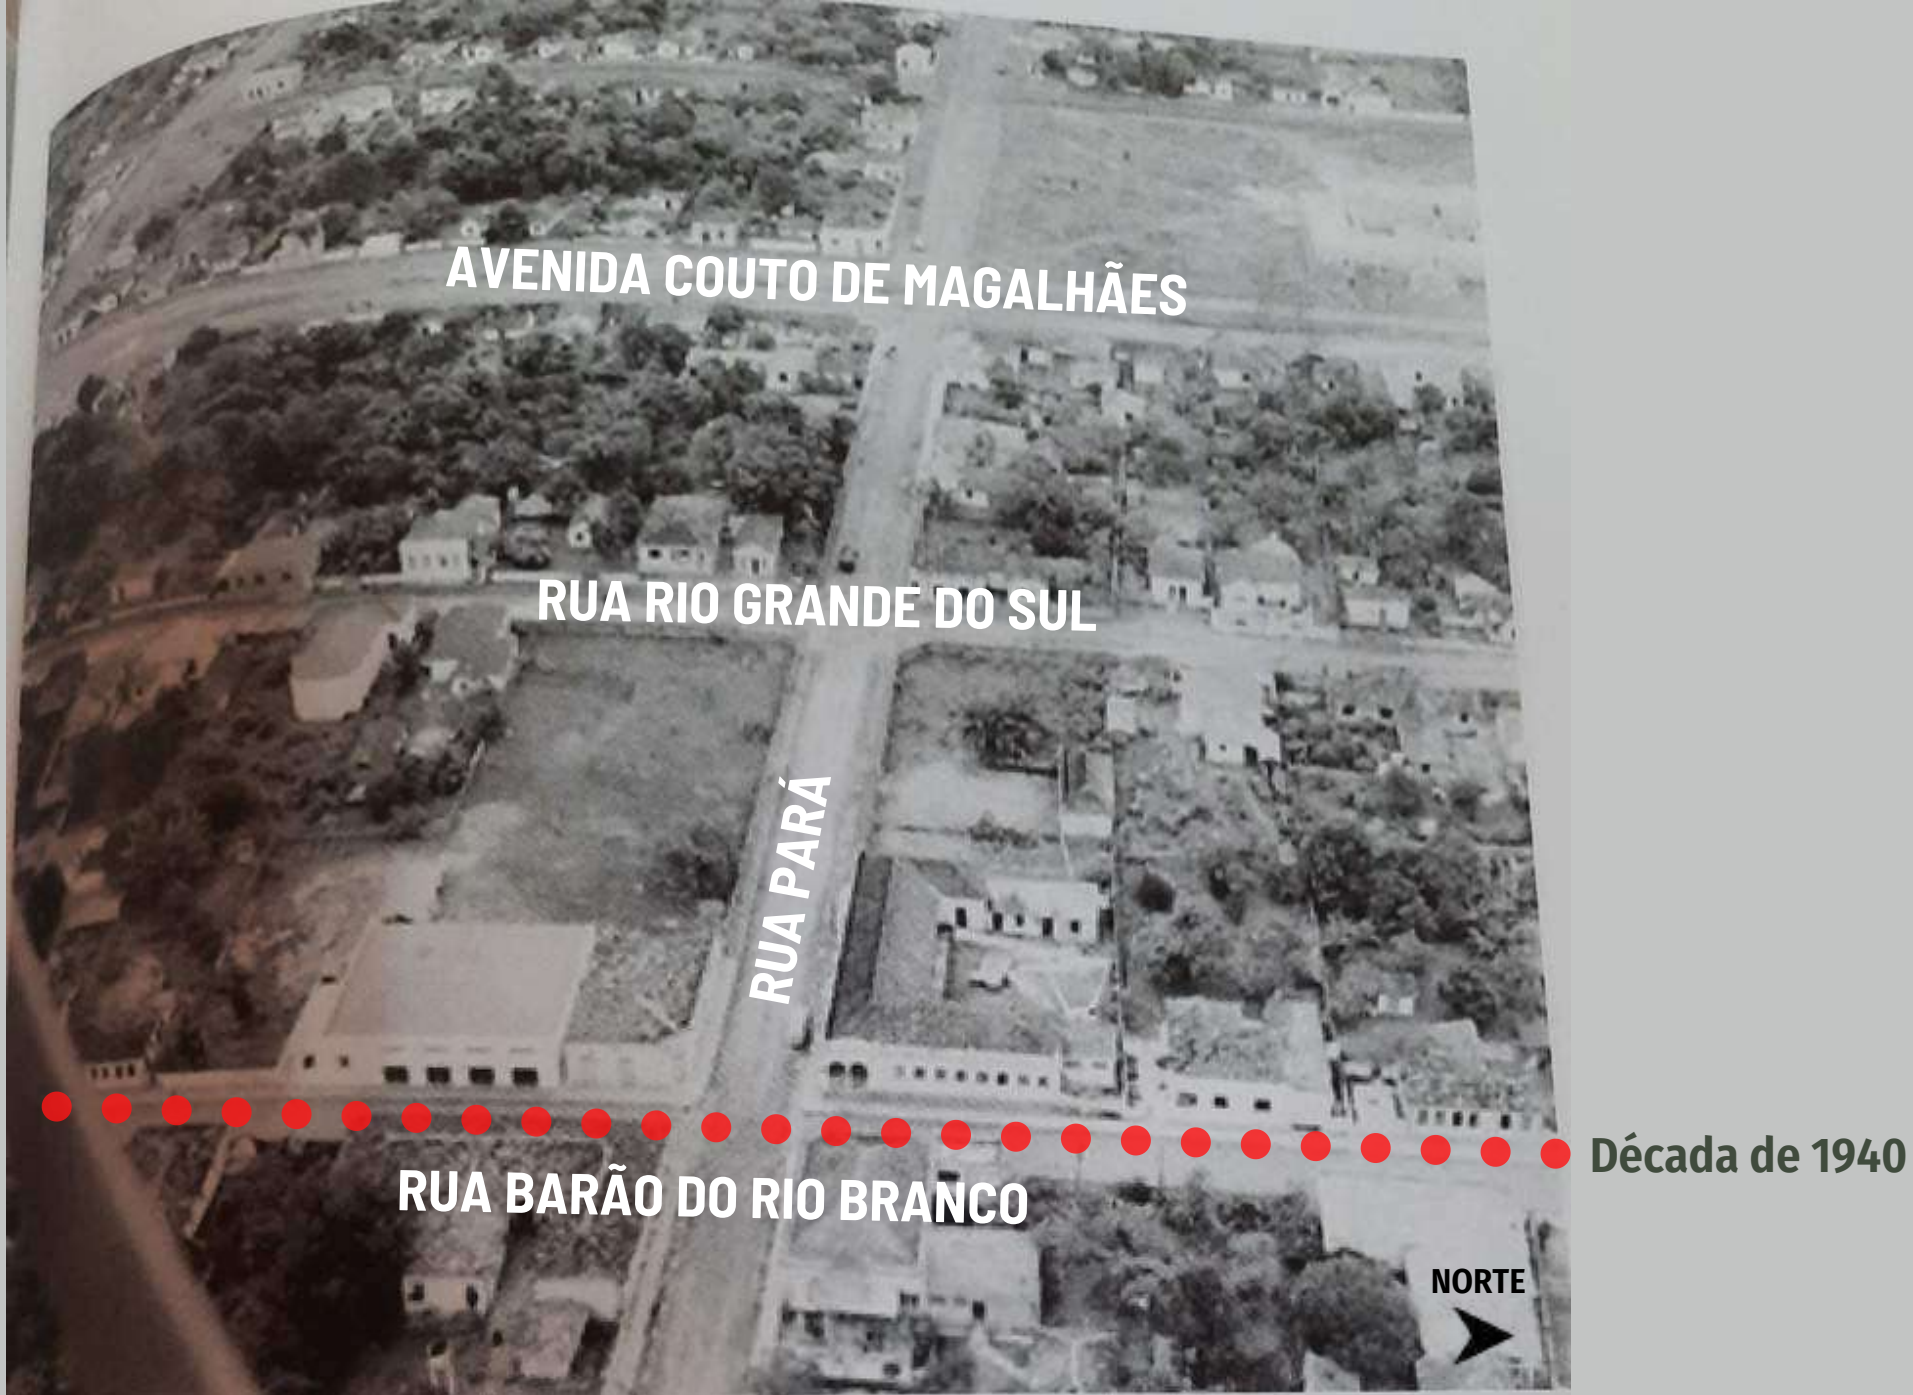 AVENIDA COUTO DE MAGALHÃES
RUA RIO GRANDE DO SUL
RUA PARÁ
Década de 1940
RUA BARÃO DO RIO BRANCO
NORTE